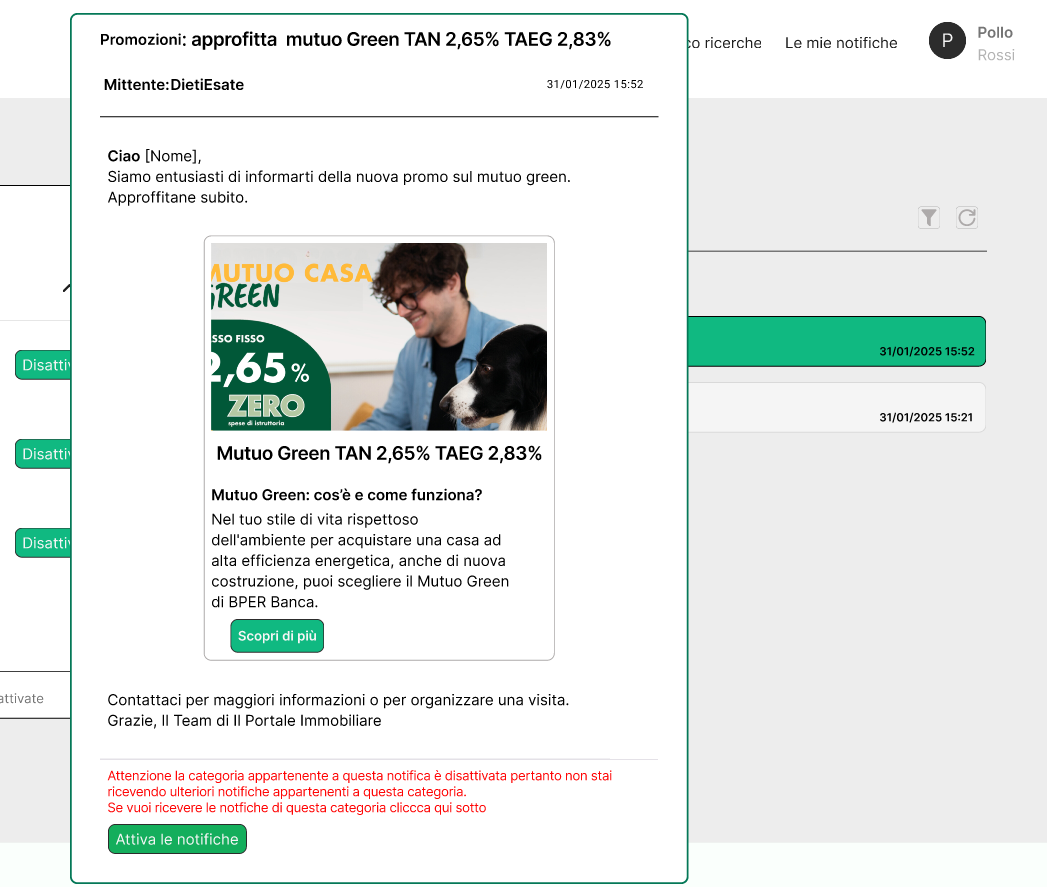 Promozioni: approfitta mutuo Green TAN 2,65% TAEG 2,83%
co ricerche
Le mie notifiche
P
Pollo
Rossi
Mittente:DietiEsate
31/01/2025 15:52
Ciao [Nome],
Siamo entusiasti di informarti della nuova promo sul mutuo green.
Approffitane subito.
MUTUO CASA
GREEN
SSO FISSO
2,65 %
ZERO
spese di istruttoria
Mutuo Green TAN 2,65% TAEG 2,83%
Mutuo Green: cos'è e come funziona?
Nel tuo stile di vita rispettoso
dell'ambiente per acquistare una casa ad
alta efficienza energetica, anche di nuova
costruzione, puoi scegliere il Mutuo Green
di BPER Banca.
Scopri di più
Contattaci per maggiori informazioni o per organizzare una visita.
Grazie, Il Team di Il Portale Immobiliare
Attenzione la categoria appartenente a questa notifica è disattivata pertanto non stai
ricevendo ulteriori notifiche appartenenti a questa categoria.
Se vuoi ricevere le notfiche di questa categoria cliccca qui sotto
Attiva le notifiche
Disattiv
Disattiv
Disattiv
attivate
31/01/2025 15:52
31/01/2025 15:21